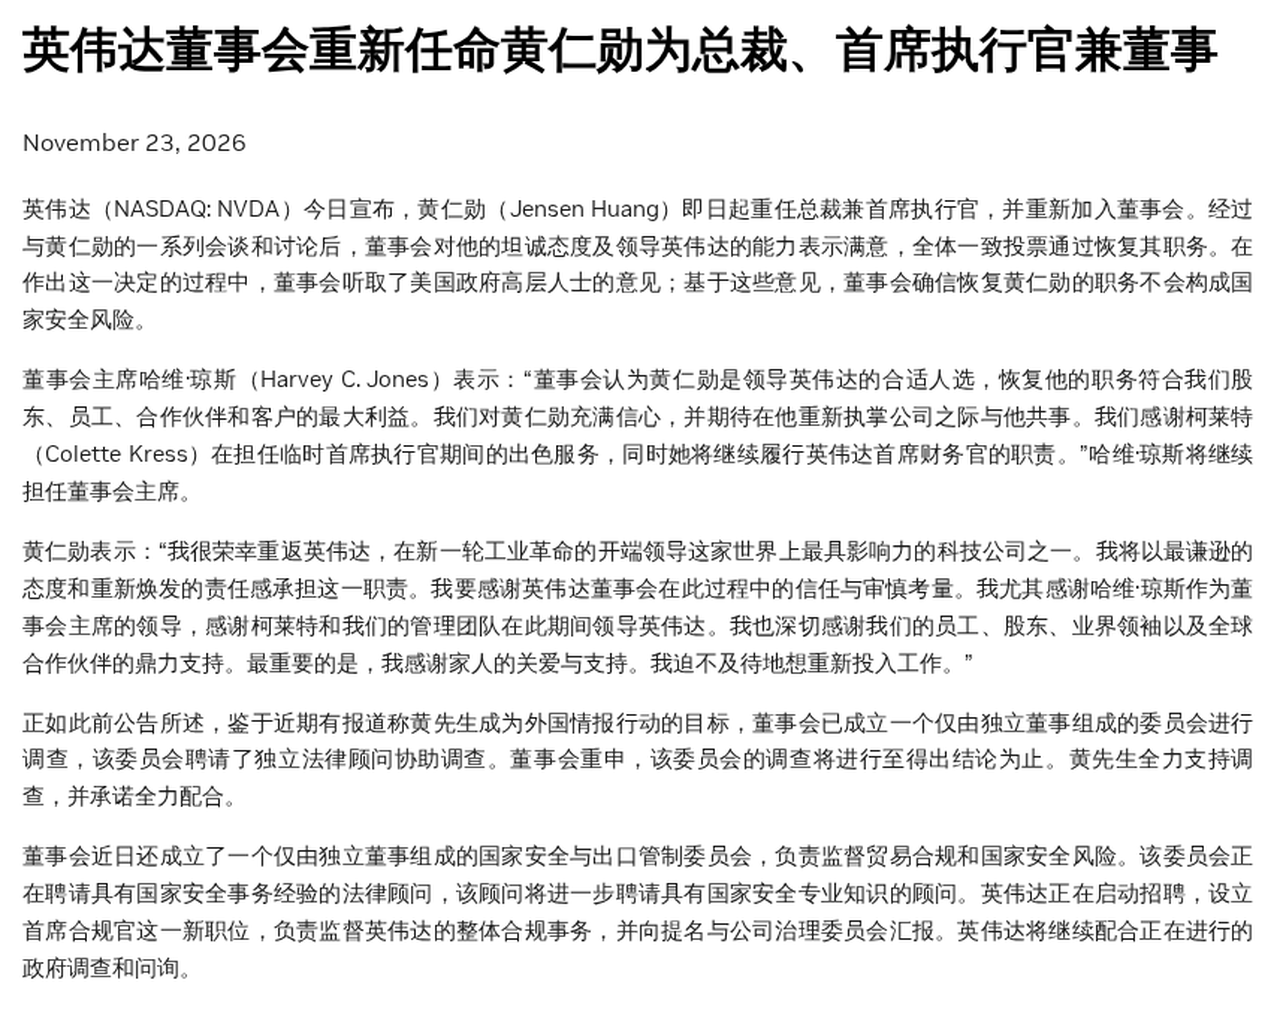 英伟达董事会重新任命黄仁勋为总裁、首席执行官兼董事
November 23, 2026
英伟达（NASDAQ: NVDA）今日宣布，黄仁勋（Jensen Huang）即日起重任总裁兼首席执行官，并重新加入董事会。经过
与黄仁勋的一系列会谈和讨论后，董事会对他的坦诚态度及领导英伟达的能力表示满意，全体一致投票通过恢复其职务。在
作出这一决定的过程中，董事会听取了美国政府高层人士的意见；基于这些意见，董事会确信恢复黄仁勋的职务不会构成国
家安全风险。
董事会主席哈维·琼斯（Harvey C. Jones）表示：“董事会认为黄仁勋是领导英伟达的合适人选，恢复他的职务符合我们股
东、员工、合作伙伴和客户的最大利益。我们对黄仁勋充满信心，并期待在他重新执掌公司之际与他共事。我们感谢柯莱特
（Colette Kress）在担任临时首席执行官期间的出色服务，同时她将继续履行英伟达首席财务官的职责。”哈维·琼斯将继续
担任董事会主席。
黄仁勋表示：“我很荣幸重返英伟达，在新一轮工业革命的开端领导这家世界上最具影响力的科技公司之一。我将以最谦逊的
态度和重新焕发的责任感承担这一职责。我要感谢英伟达董事会在此过程中的信任与审慎考量。我尤其感谢哈维·琼斯作为董
事会主席的领导，感谢柯莱特和我们的管理团队在此期间领导英伟达。我也深切感谢我们的员工、股东、业界领袖以及全球
合作伙伴的鼎力支持。最重要的是，我感谢家人的关爱与支持。我迫不及待地想重新投入工作。”
正如此前公告所述，鉴于近期有报道称黄先生成为外国情报行动的目标，董事会已成立一个仅由独立董事组成的委员会进行
调查，该委员会聘请了独立法律顾问协助调查。董事会重申，该委员会的调查将进行至得出结论为止。黄先生全力支持调
查，并承诺全力配合。
董事会近日还成立了一个仅由独立董事组成的国家安全与出口管制委员会，负责监督贸易合规和国家安全风险。该委员会正
在聘请具有国家安全事务经验的法律顾问，该顾问将进一步聘请具有国家安全专业知识的顾问。英伟达正在启动招聘，设立
首席合规官这一新职位，负责监督英伟达的整体合规事务，并向提名与公司治理委员会汇报。英伟达将继续配合正在进行的
政府调查和问询。